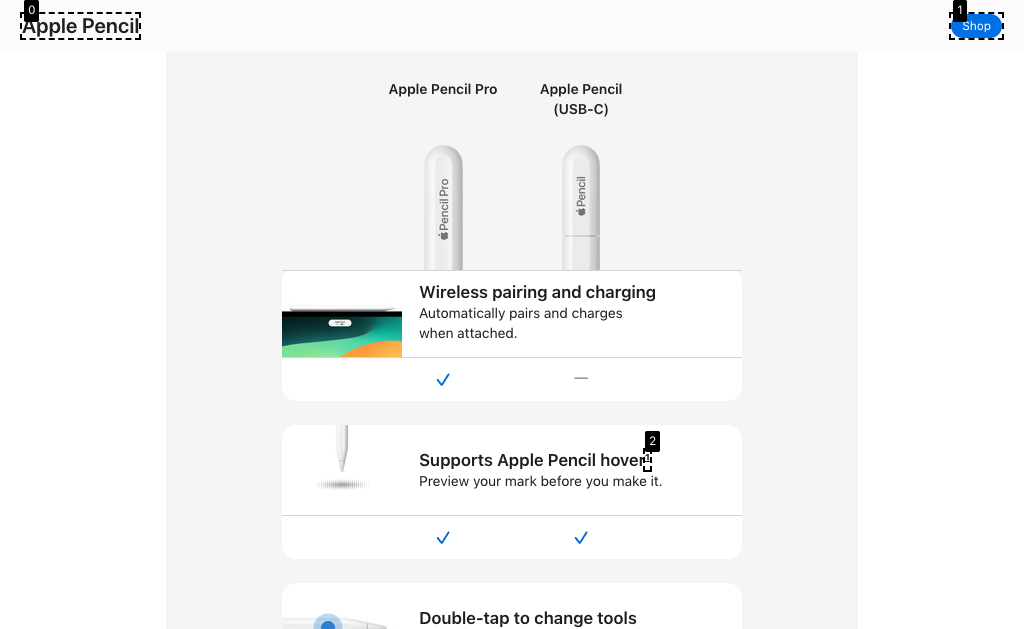 Apple Pencil
Shop
Apple Pencil Pro
Apple Pencil
(USB-C)
Pencil Pro
Pencil
Wireless pairing and charging
Automatically pairs and charges
when attached.
Supports Apple Pencil hover
Preview your mark before you make it.
Double-tap to change tools
0
1
2